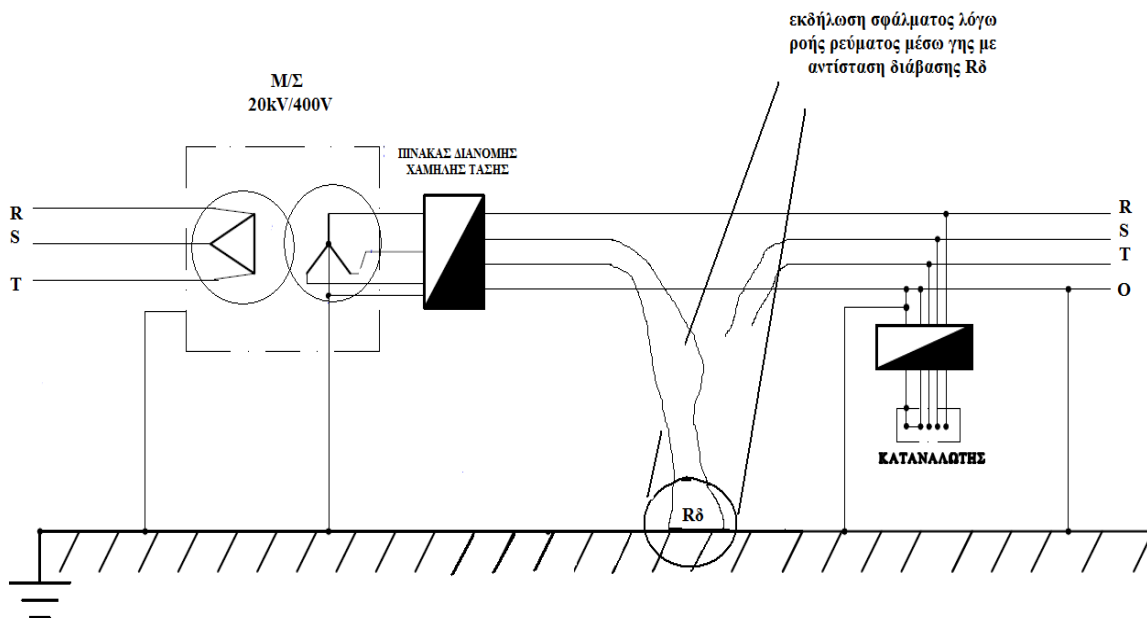 εκδήλωση σφάλματος λόγω
ροής ρεύματος μέσω γης με
αντίσταση διάβασης Rδ
Μ/Σ
20kV/400V
ΠΙΝΑΚΑΣ ΔΙΑΝΟΜΗΣ
ΧΑΜΗΛΗΣ ΤΑΣΗΣ
R
S
T
R
S
T
O
ΚΑΤΑΝΑΛΩΤΗΣ
Rδ